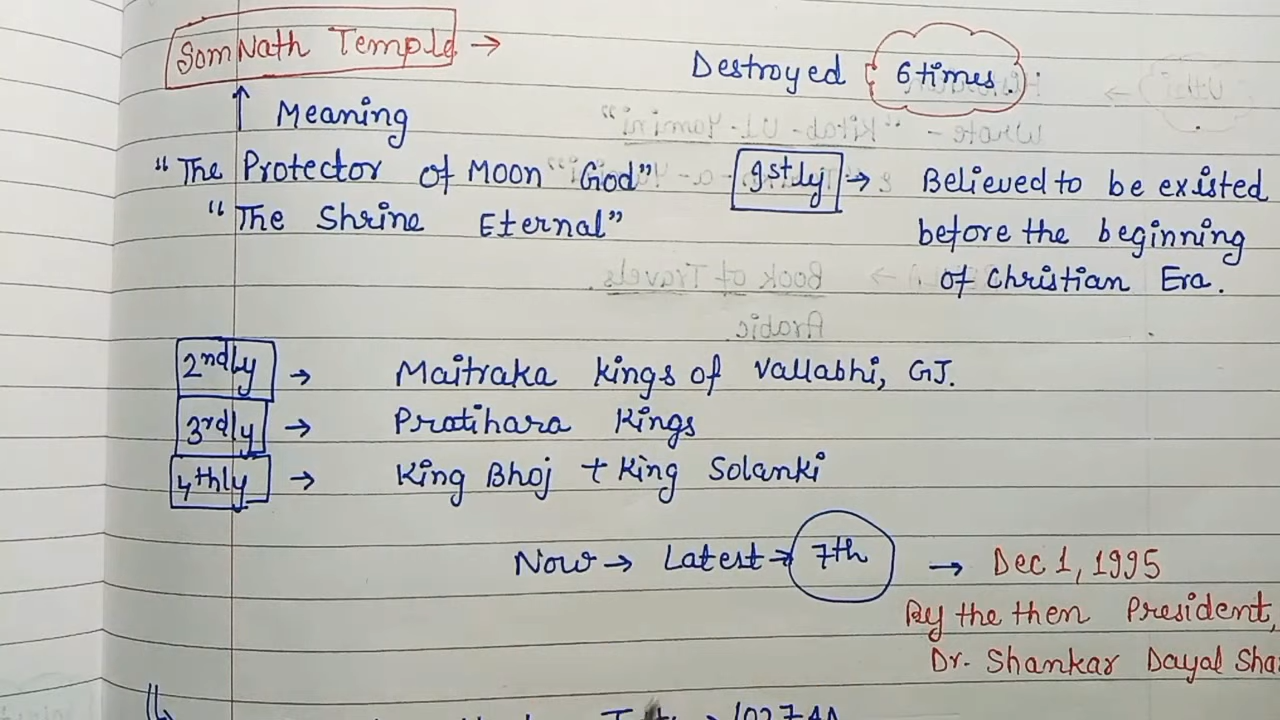 SomNath Temple →
Destroyed 6 times.
↑ Meaning
"The Protector of Moon God"
"The Shrine Eternal"
1stly → Believed to be existed
before the beginning
of Christian Era.
2ndly → Maitraka kings of Vallabhi, GJ.
3rdly → Pratihara Kings
4thly → King Bhoj + King Solanki
Now → Latest → 7th → Dec 1, 1995
By the then President,
Dr. Shankar Dayal Sha